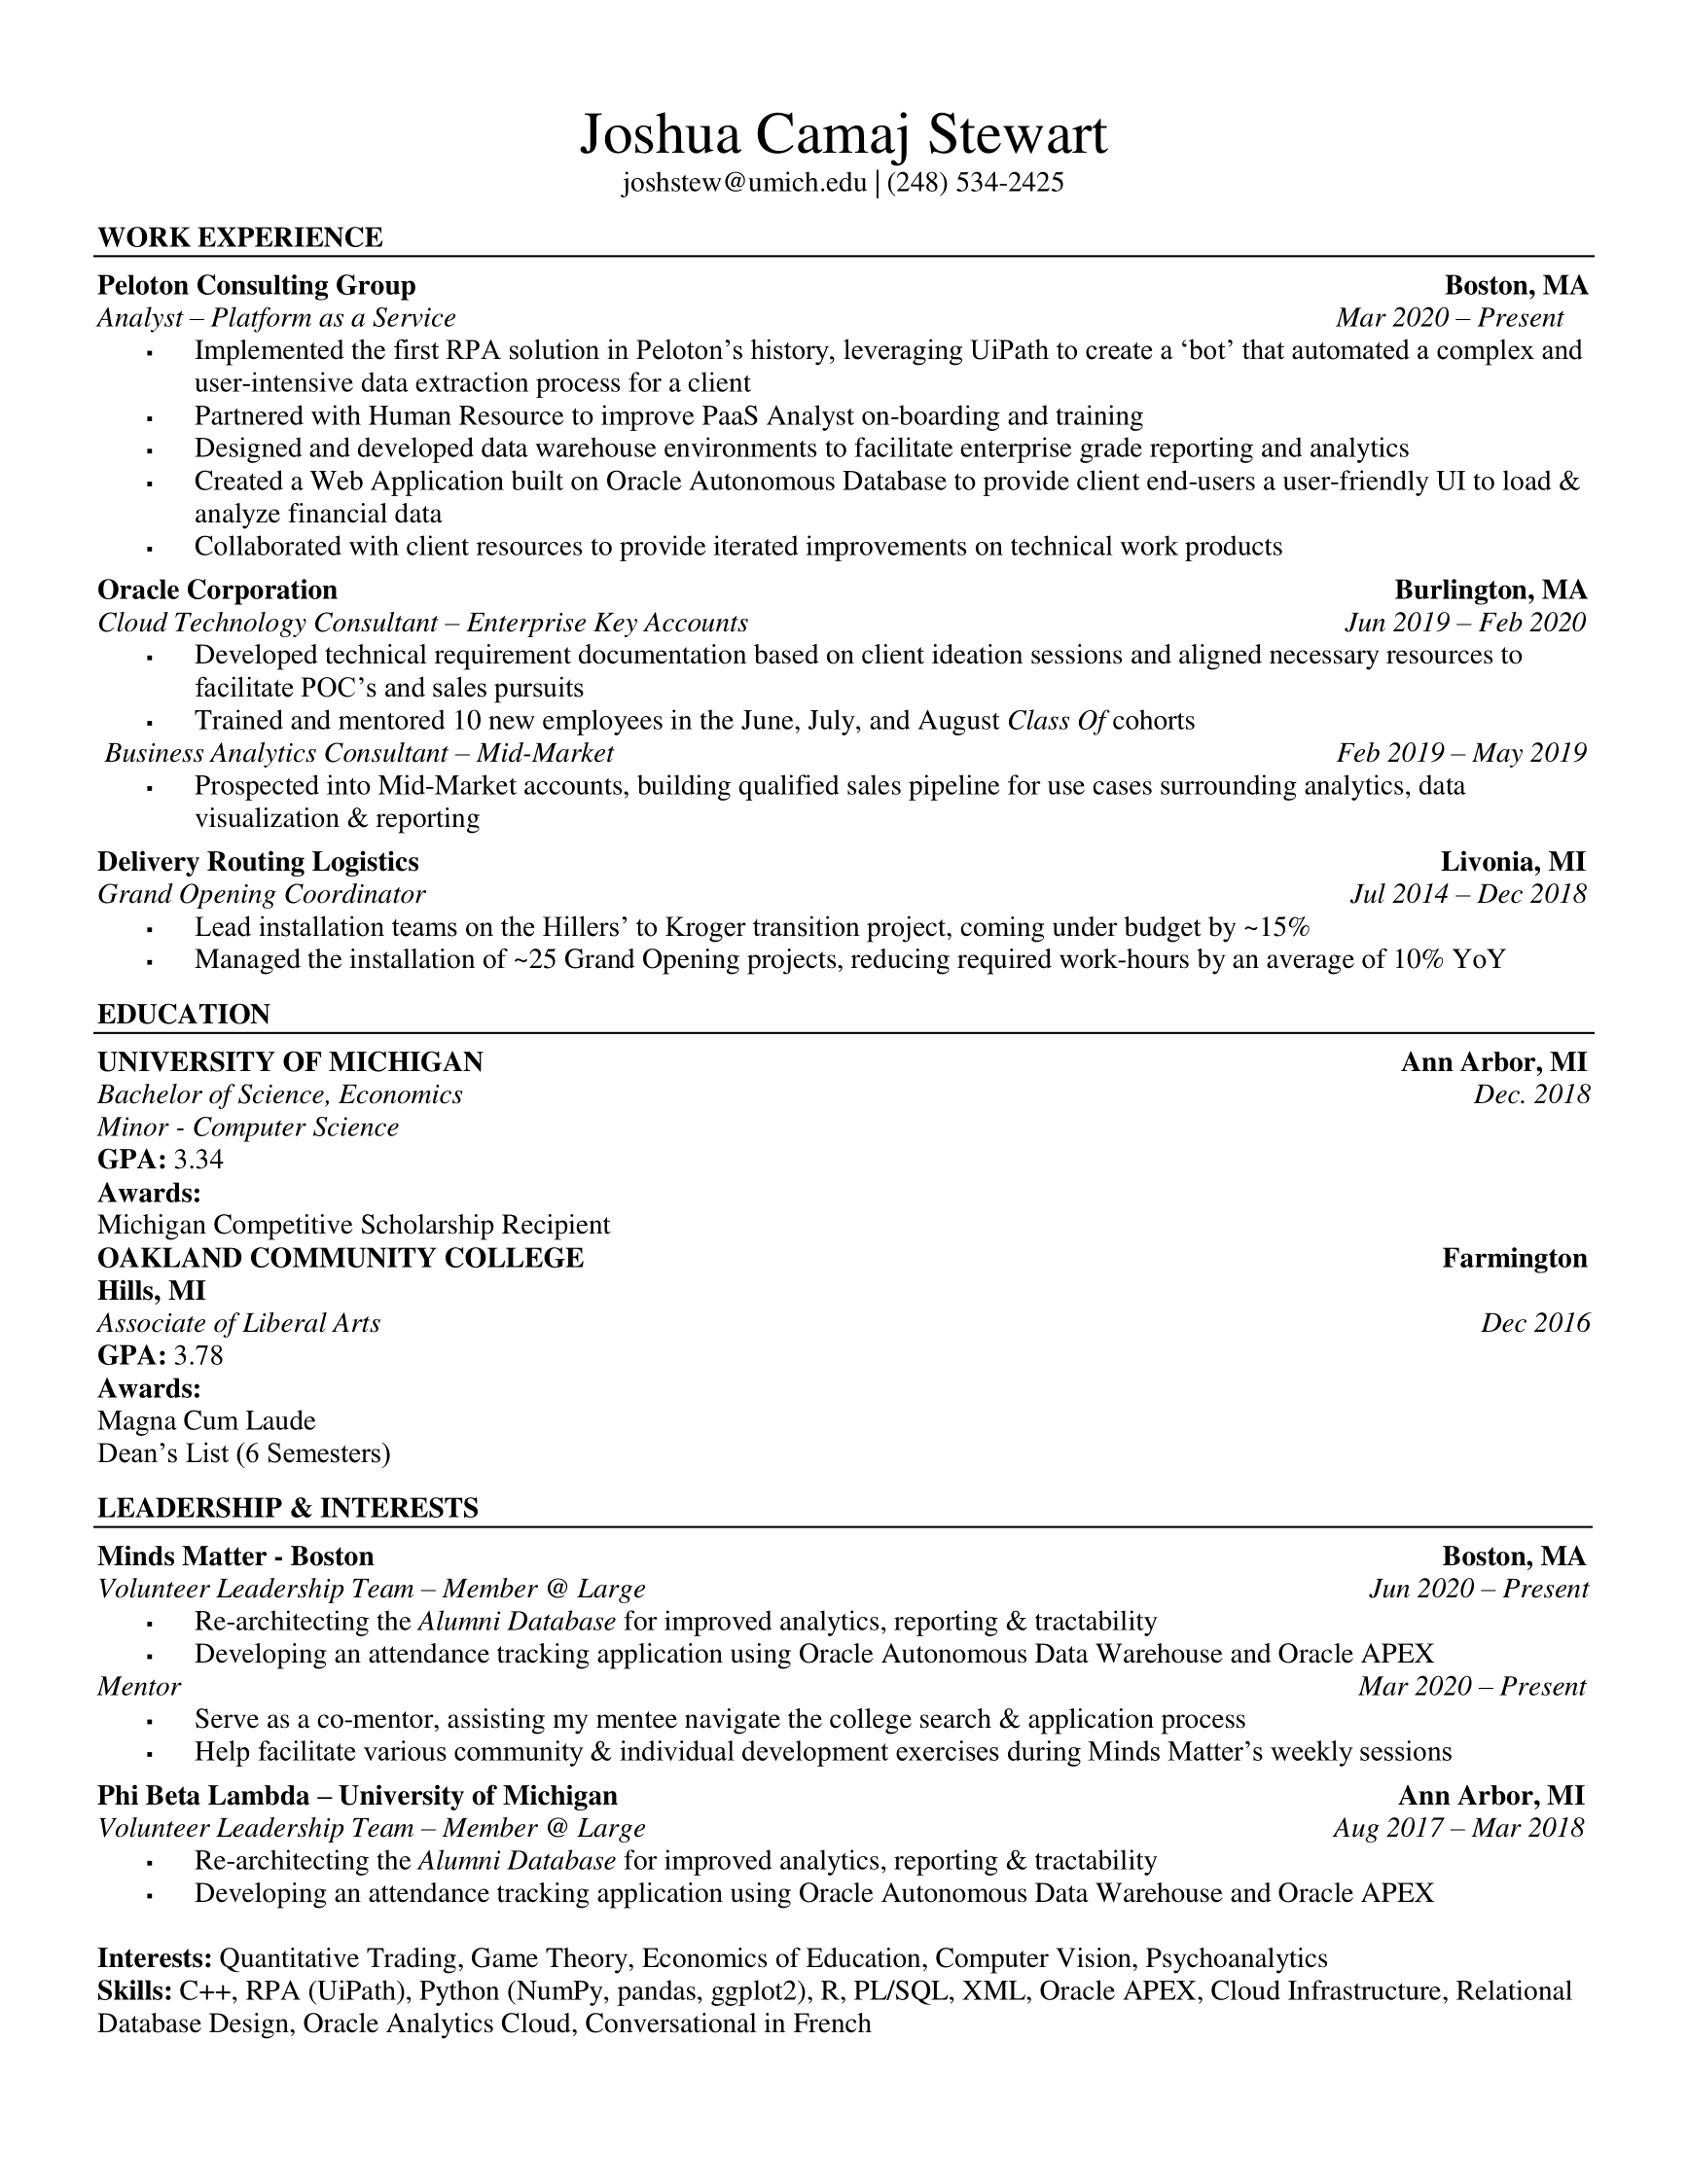 Joshua Camaj Stewart
joshstew@umich.edu | (248) 534-2425
WORK EXPERIENCE
Peloton Consulting Group Boston, MA
Analyst – Platform as a Service Mar 2020 – Present
▪ Implemented the first RPA solution in Peloton’s history, leveraging UiPath to create a ‘bot’ that automated a complex and
user-intensive data extraction process for a client
▪ Partnered with Human Resource to improve PaaS Analyst on-boarding and training
▪ Designed and developed data warehouse environments to facilitate enterprise grade reporting and analytics
▪ Created a Web Application built on Oracle Autonomous Database to provide client end-users a user-friendly UI to load &
analyze financial data
▪ Collaborated with client resources to provide iterated improvements on technical work products
Oracle Corporation Burlington, MA
Cloud Technology Consultant – Enterprise Key Accounts Jun 2019 – Feb 2020
▪ Developed technical requirement documentation based on client ideation sessions and aligned necessary resources to
facilitate POC’s and sales pursuits
▪ Trained and mentored 10 new employees in the June, July, and August Class Of cohorts
Business Analytics Consultant – Mid-Market Feb 2019 – May 2019
▪ Prospected into Mid-Market accounts, building qualified sales pipeline for use cases surrounding analytics, data
visualization & reporting
Delivery Routing Logistics Livonia, MI
Grand Opening Coordinator Jul 2014 – Dec 2018
▪ Lead installation teams on the Hillers’ to Kroger transition project, coming under budget by ~15%
▪ Managed the installation of ~25 Grand Opening projects, reducing required work-hours by an average of 10% YoY
EDUCATION
UNIVERSITY OF MICHIGAN Ann Arbor, MI
Bachelor of Science, Economics Dec. 2018
Minor - Computer Science
GPA: 3.34
Awards:
Michigan Competitive Scholarship Recipient
OAKLAND COMMUNITY COLLEGE Farmington
Hills, MI
Associate of Liberal Arts Dec 2016
GPA: 3.78
Awards:
Magna Cum Laude
Dean’s List (6 Semesters)
LEADERSHIP & INTERESTS
Minds Matter - Boston Boston, MA
Volunteer Leadership Team – Member @ Large Jun 2020 – Present
▪ Re-architecting the Alumni Database for improved analytics, reporting & tractability
▪ Developing an attendance tracking application using Oracle Autonomous Data Warehouse and Oracle APEX
Mentor Mar 2020 – Present
▪ Serve as a co-mentor, assisting my mentee navigate the college search & application process
▪ Help facilitate various community & individual development exercises during Minds Matter’s weekly sessions
Phi Beta Lambda – University of Michigan Ann Arbor, MI
Volunteer Leadership Team – Member @ Large Aug 2017 – Mar 2018
▪ Re-architecting the Alumni Database for improved analytics, reporting & tractability
▪ Developing an attendance tracking application using Oracle Autonomous Data Warehouse and Oracle APEX
Interests: Quantitative Trading, Game Theory, Economics of Education, Computer Vision, Psychoanalytics
Skills: C++, RPA (UiPath), Python (NumPy, pandas, ggplot2), R, PL/SQL, XML, Oracle APEX, Cloud Infrastructure, Relational
Database Design, Oracle Analytics Cloud, Conversational in French